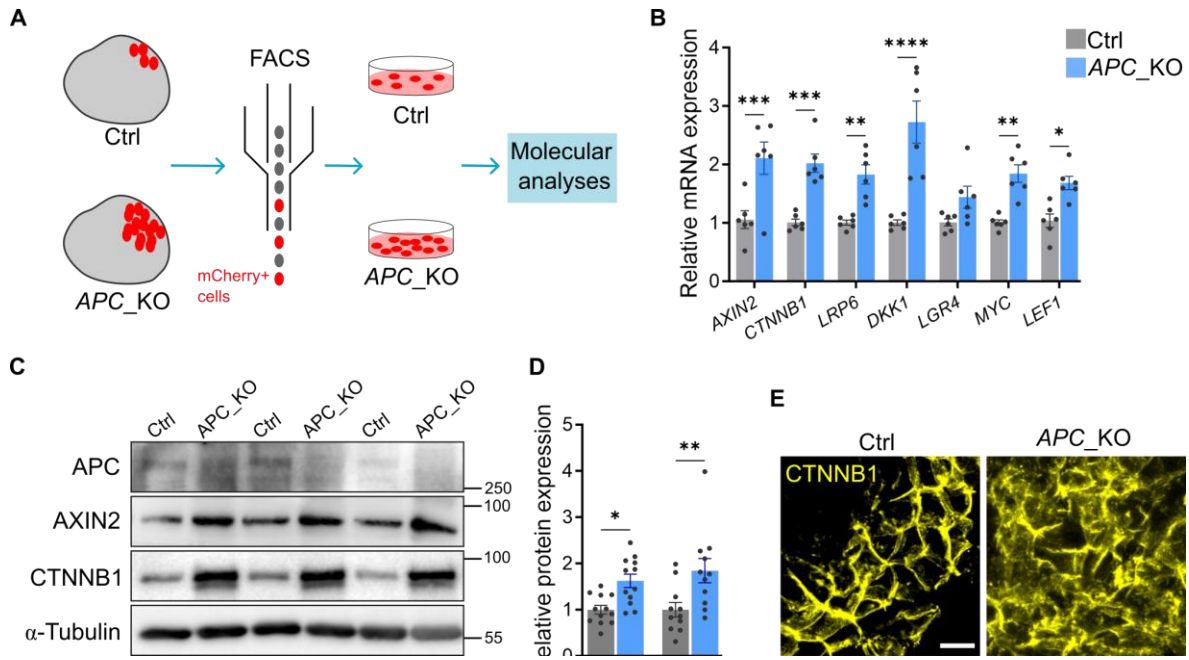 A
Ctrl
APC_KO
FACS
mCherry+
cells
Ctrl
APC_KO
Molecular
analyses
B
Relative mRNA expression
4
3
2
1
0
***
***
**
****
**
*
Ctrl
APC_KO
AXIN2
CTNNB1
LRP6
DKK1
LGR4
MYC
LEF1
C
Ctrl
APC_KO
Ctrl
APC_KO
Ctrl
APC_KO
APC
250
AXIN2
100
CTNNB1
100
α-Tubulin
55
D
elative protein expression
5
4
3
2
1
*
**
E
Ctrl
APC_KO
CTNNB1